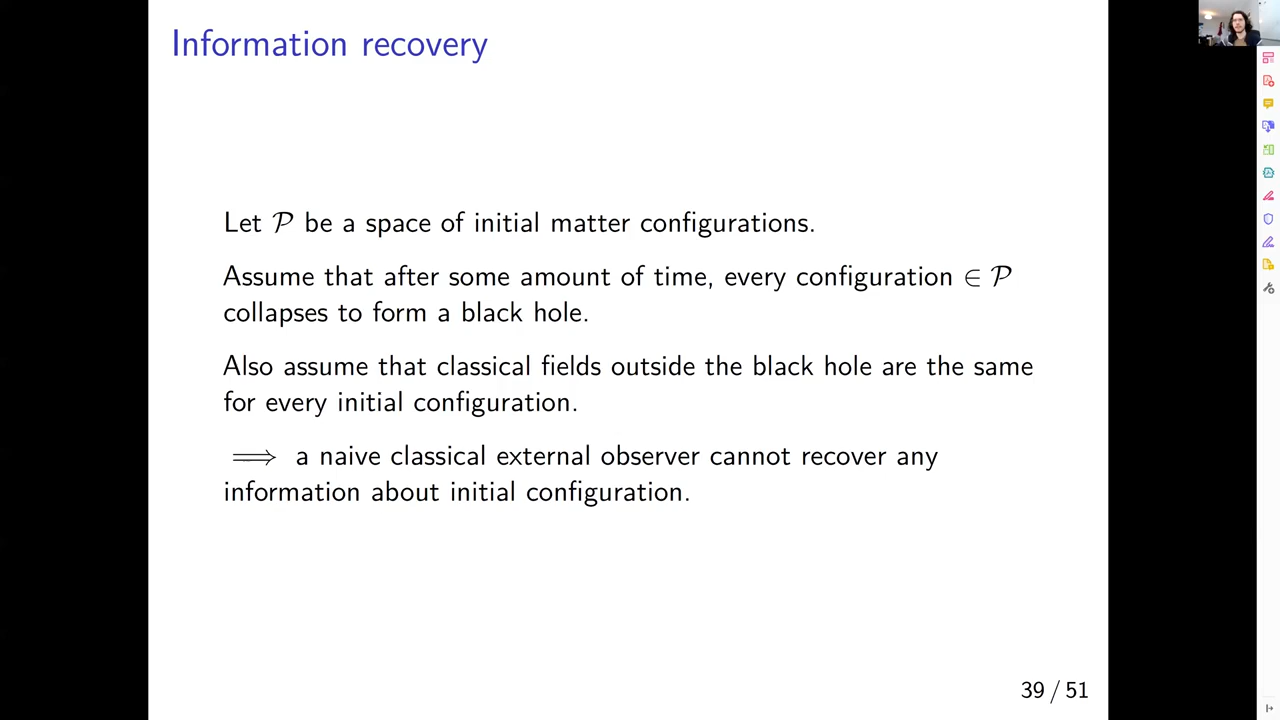 Information recovery
Let 𝒫 be a space of initial matter configurations.
Assume that after some amount of time, every configuration ∈ 𝒫
collapses to form a black hole.
Also assume that classical fields outside the black hole are the same
for every initial configuration.
⟹ a naive classical external observer cannot recover any
information about initial configuration.
39 / 51